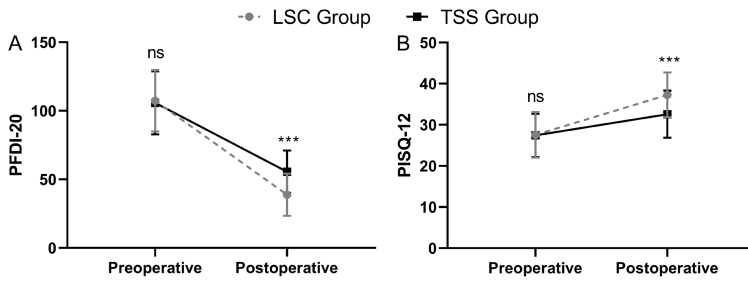 LSC Group TSS Group
A
PFDI-20
150
100
50
0
ns
***
Preoperative Postoperative
B
PISQ-12
50
40
30
20
10
0
ns
***
Preoperative Postoperative